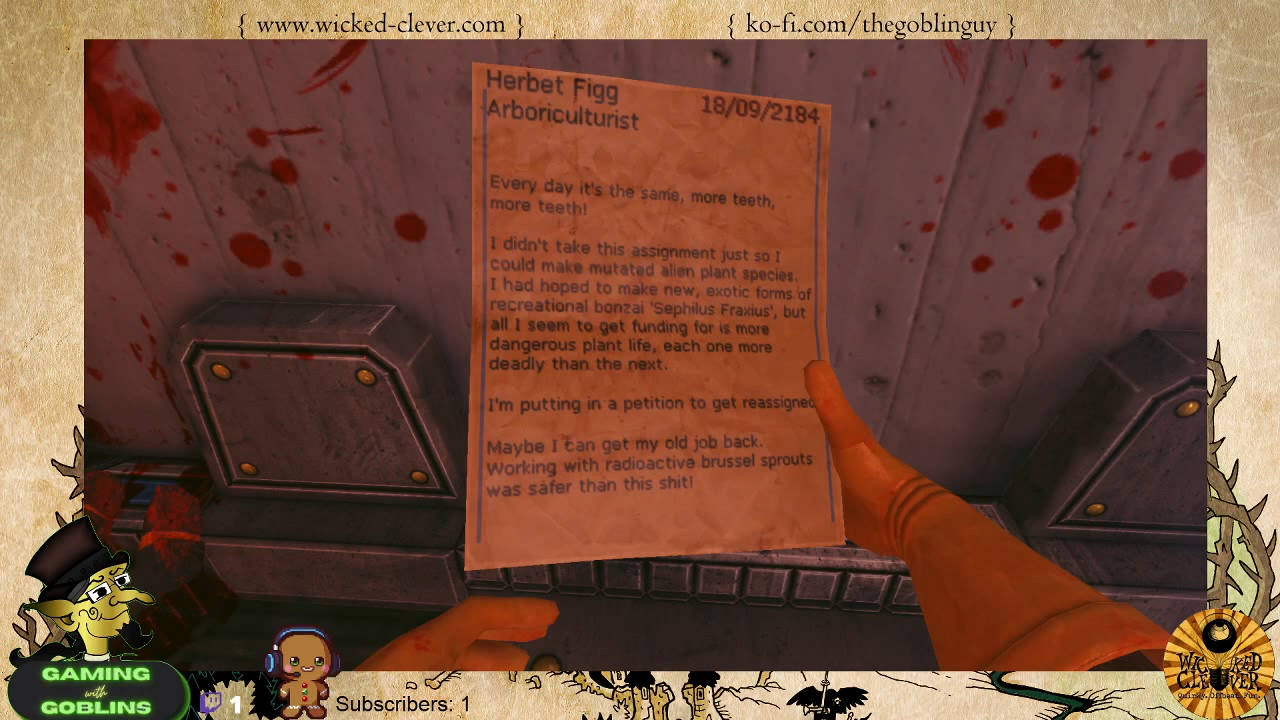 { www.wicked-clever.com }
{ ko-fi.com/thegoblinguy }
Herbet Figg
18/09/2184
Arboriculturist
Every day it's the same, more teeth,
more teeth!
I didn't take this assignment just so I
could make mutated alien plant species.
I had hoped to make new, exotic forms of
recreational bonzai 'Sephilus Fraxius', but
all I seem to get funding for is more
dangerous plant life, each one more
deadly than the next.
I'm putting in a petition to get reassigned
Maybe I can get my old job back.
Working with radioactive brussel sprouts
was safer than this shit!
GAMING
with
GOBLINS
1
Subscribers: 1
WICKED
CLEVER
Quirky. Offbeat. Fun.